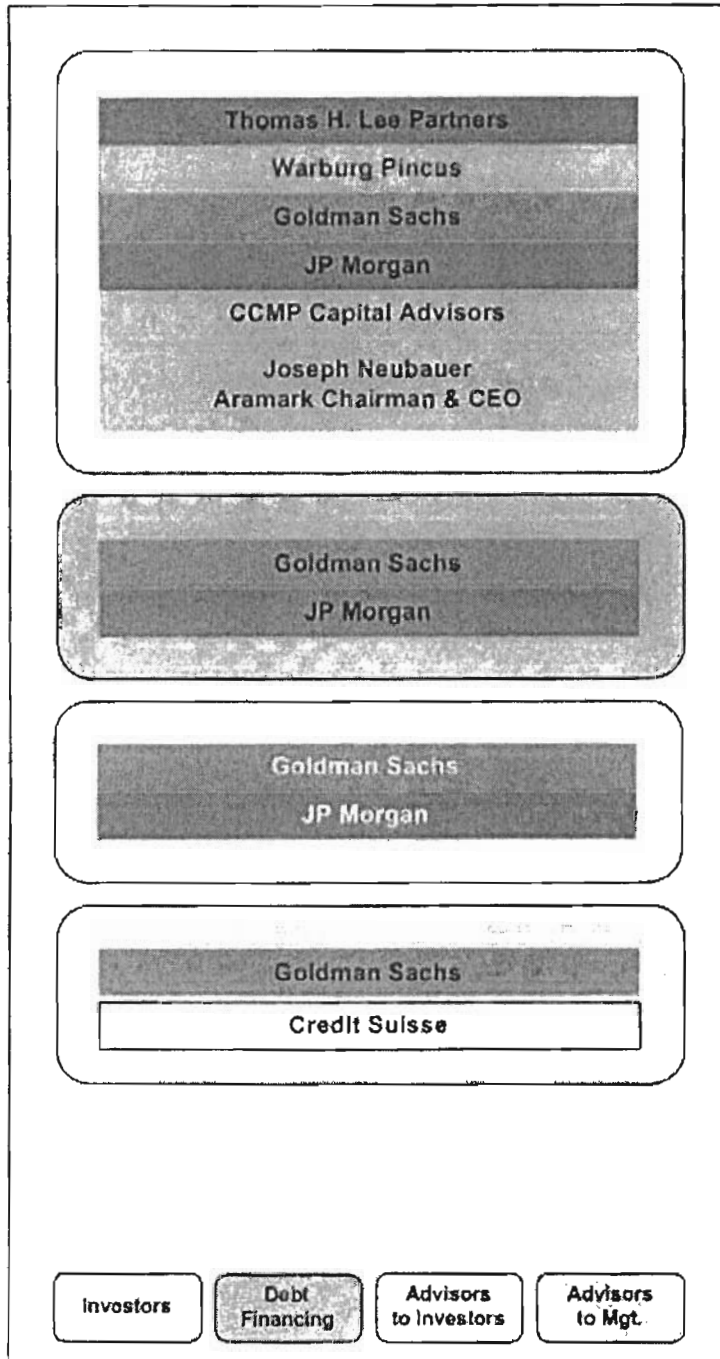 Thomas H. Lee Partners
Warburg Pincus
Goldman Sachs
JP Morgan
CCMP Capital Advisors
Joseph Neubauer
Aramark Chairman & CEO
Goldman Sachs
JP Morgan
Goldman Sachs
JP Morgan
Goldman Sachs
Credit Suisse
Investors
Debt
Financing
Advisors
to Investors
Advisors
to Mgt.